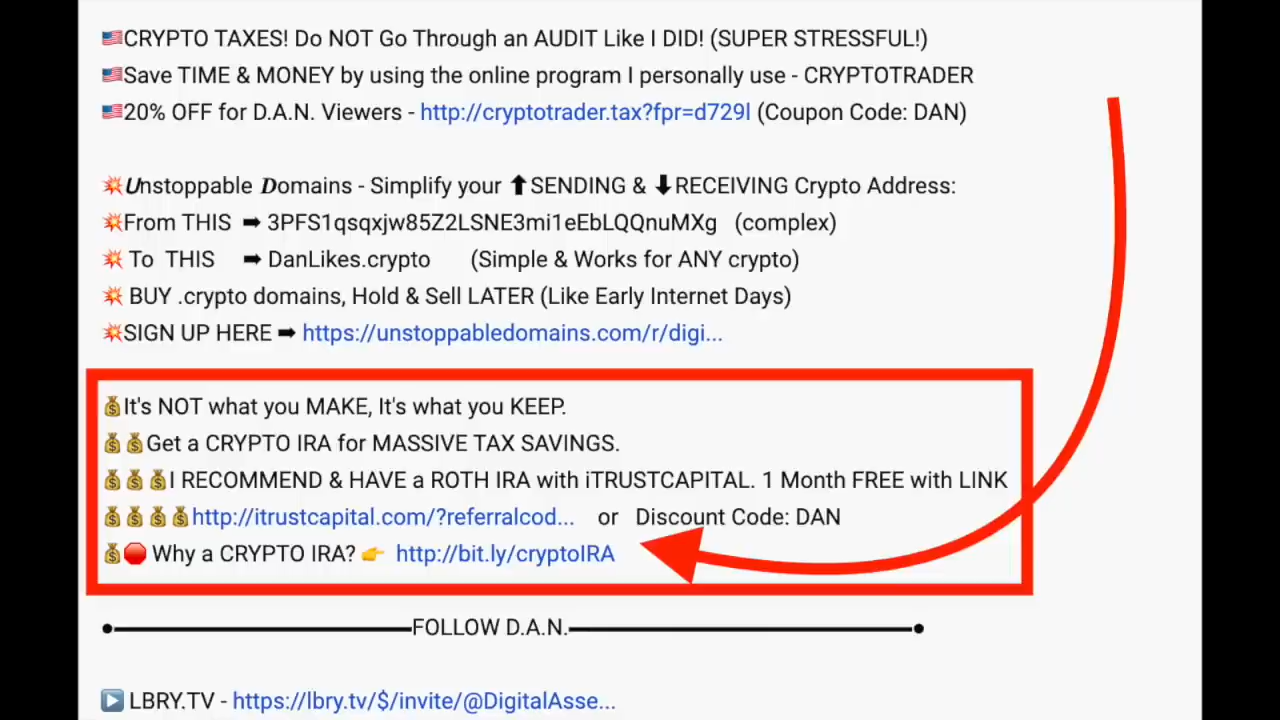 🇺🇸CRYPTO TAXES! Do NOT Go Through an AUDIT Like I DID! (SUPER STRESSFUL!)
🇺🇸Save TIME & MONEY by using the online program I personally use - CRYPTOTRADER
🇺🇸20% OFF for D.A.N. Viewers - http://cryptotrader.tax?fpr=d729l (Coupon Code: DAN)
💥𝑼nstoppable 𝑫omains - Simplify your ⬆SENDING & ⬇RECEIVING Crypto Address:
💥From THIS ➡ 3PFS1qsqxjw85Z2LSNE3mi1eEbLQQnuMXg (complex)
💥 To THIS ➡ DanLikes.crypto (Simple & Works for ANY crypto)
💥 BUY .crypto domains, Hold & Sell LATER (Like Early Internet Days)
💥SIGN UP HERE ➡ https://unstoppabledomains.com/r/digi...
💰It's NOT what you MAKE, It's what you KEEP.
💰💰Get a CRYPTO IRA for MASSIVE TAX SAVINGS.
💰💰💰I RECOMMEND & HAVE a ROTH IRA with iTRUSTCAPITAL. 1 Month FREE with LINK
💰💰💰💰http://itrustcapital.com/?referralcod... or Discount Code: DAN
💰🛑 Why a CRYPTO IRA? 👉 http://bit.ly/cryptoIRA
●▬▬▬▬▬▬▬▬FOLLOW D.A.N.▬▬▬▬▬▬▬▬●
▶️ LBRY.TV - https://lbry.tv/$/invite/@DigitalAsse...